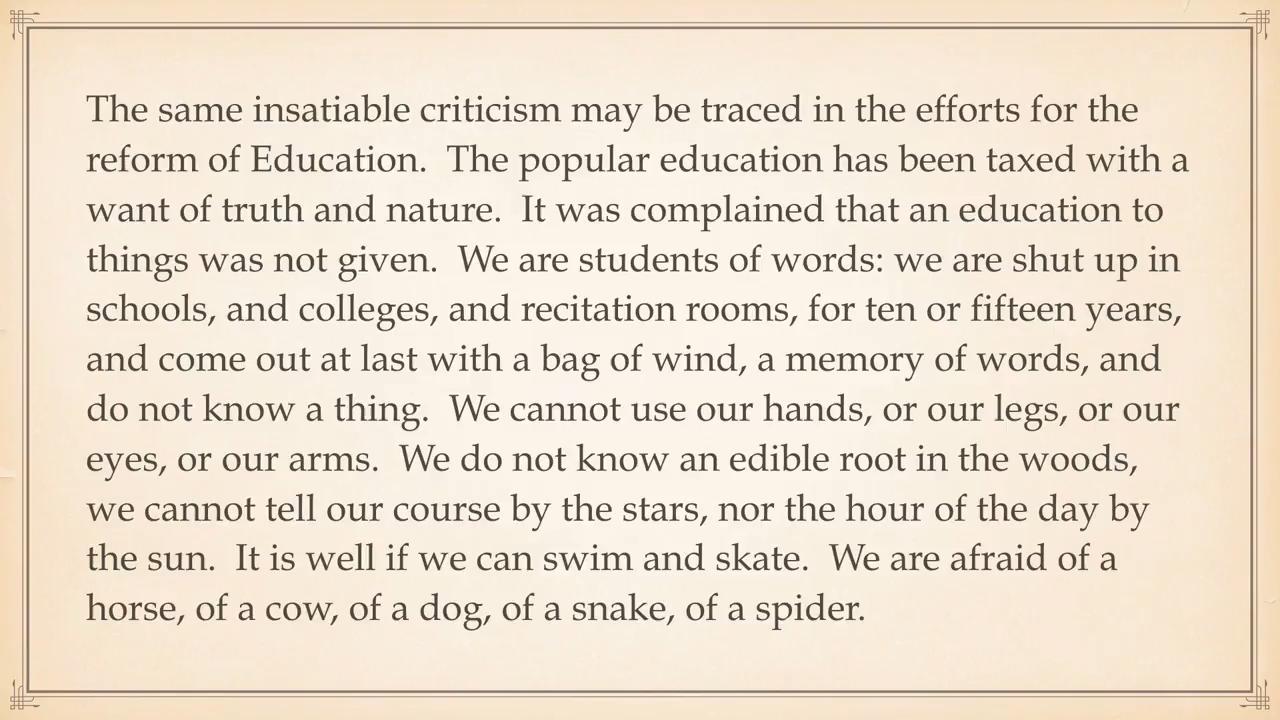 The same insatiable criticism may be traced in the efforts for the
reform of Education.  The popular education has been taxed with a
want of truth and nature.  It was complained that an education to
things was not given.  We are students of words: we are shut up in
schools, and colleges, and recitation rooms, for ten or fifteen years,
and come out at last with a bag of wind, a memory of words, and
do not know a thing.  We cannot use our hands, or our legs, or our
eyes, or our arms.  We do not know an edible root in the woods,
we cannot tell our course by the stars, nor the hour of the day by
the sun.  It is well if we can swim and skate.  We are afraid of a
horse, of a cow, of a dog, of a snake, of a spider.